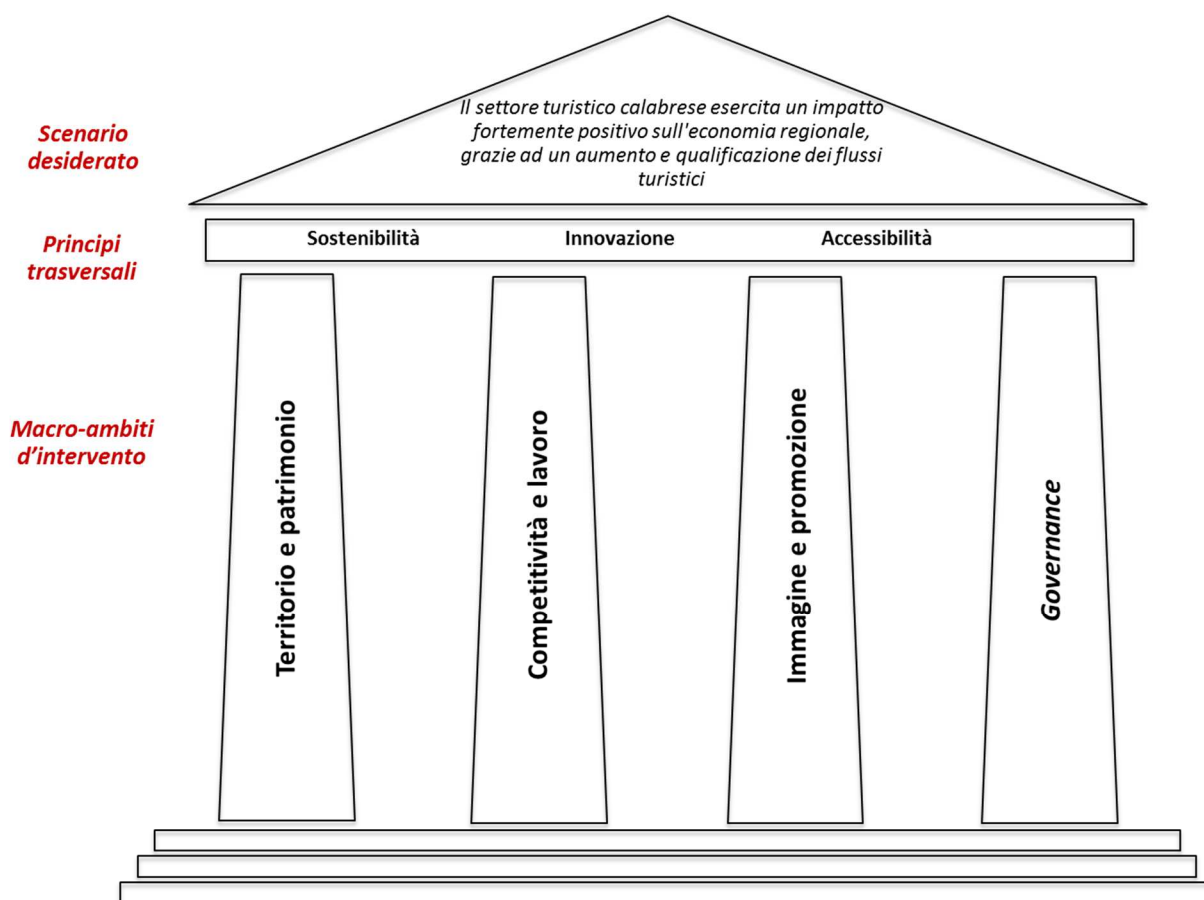 Scenario
desiderato
Il settore turistico calabrese esercita un impatto
fortemente positivo sull'economia regionale,
grazie ad un aumento e qualificazione dei flussi
turistici
Principi
trasversali
Sostenibilità Innovazione Accessibilità
Macro-ambiti
d’intervento
Territorio e patrimonio
Competitività e lavoro
Immagine e promozione
Governance